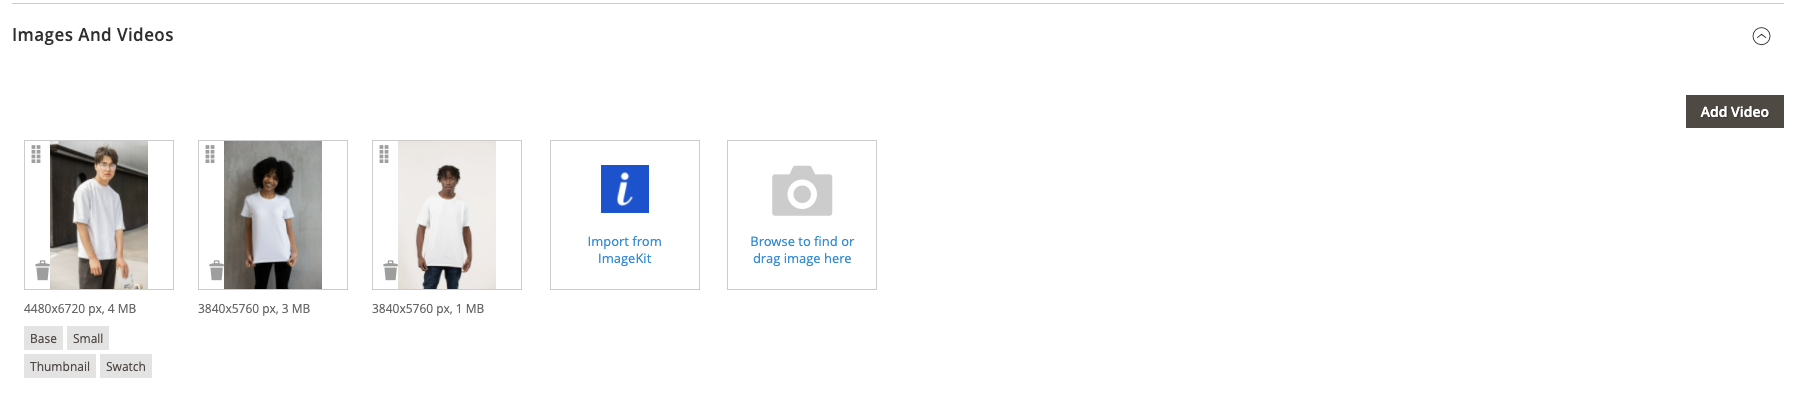 Images And Videos
Add Video
i
Import from
ImageKit
Browse to find or
drag image here
4480x6720 px, 4 MB
3840x5760 px, 3 MB
3840x5760 px, 1 MB
Base
Small
Thumbnail
Swatch